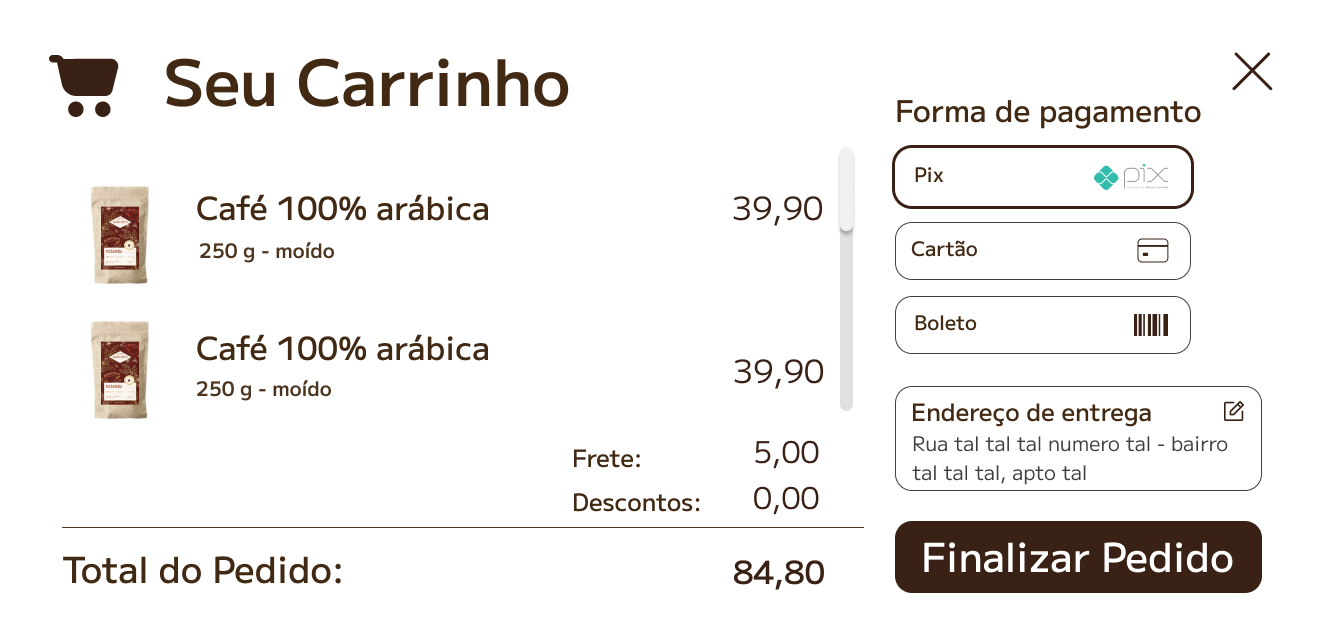 Seu Carrinho
Café 100% arábica
39,90
250 g - moído
Café 100% arábica
39,90
250 g - moído
Frete:
5,00
Descontos:
0,00
Total do Pedido:
84,80
Forma de pagamento
Pix
pix
Cartão
Boleto
Endereço de entrega
Rua tal tal tal numero tal - bairro
tal tal tal, apto tal
Finalizar Pedido